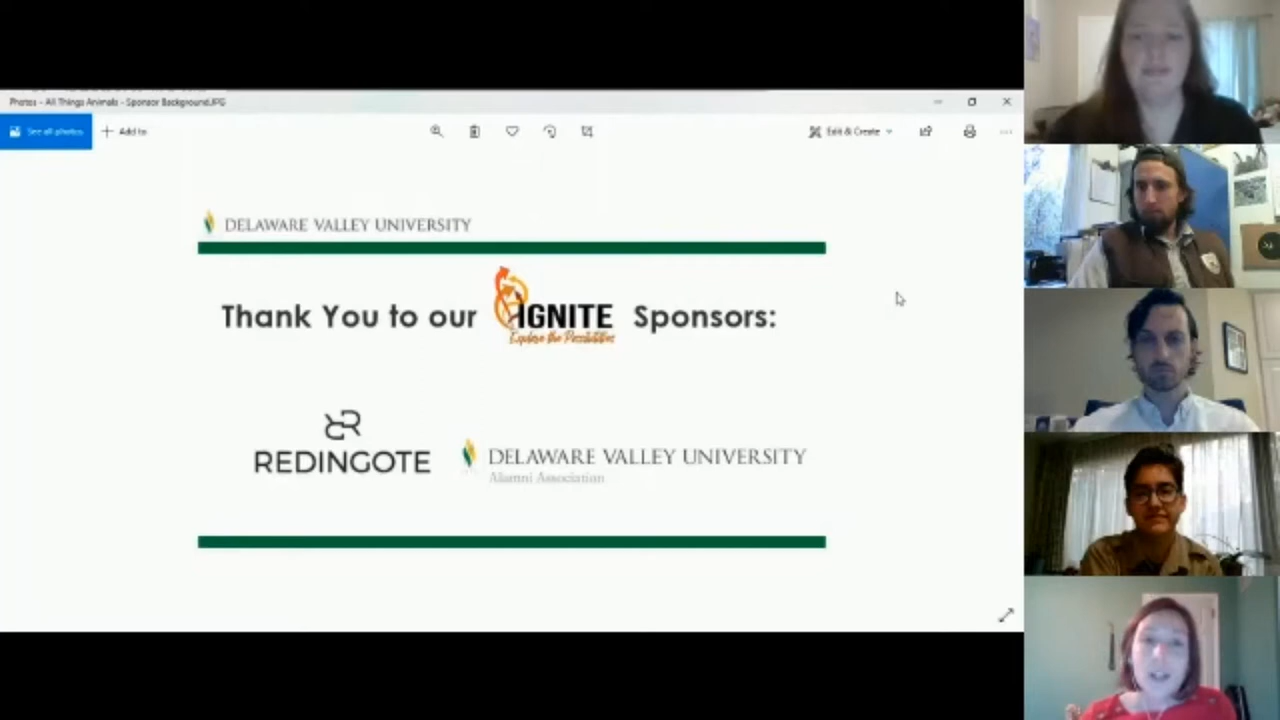 Photos - All Things Animals - Sponsor Background.JPG
See all photos
Add to
Edit & Create
DELAWARE VALLEY UNIVERSITY
Thank You to our IGNITE Sponsors:
Explore the Possibilities
REDINGOTE
DELAWARE VALLEY UNIVERSITY
Alumni Association